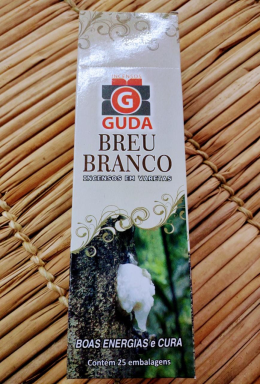 G
GUDA
BREU
BRANCO
INCENSOS EM VARETAS
BOAS ENERGIAS e CURA
Contém 25 embalagens